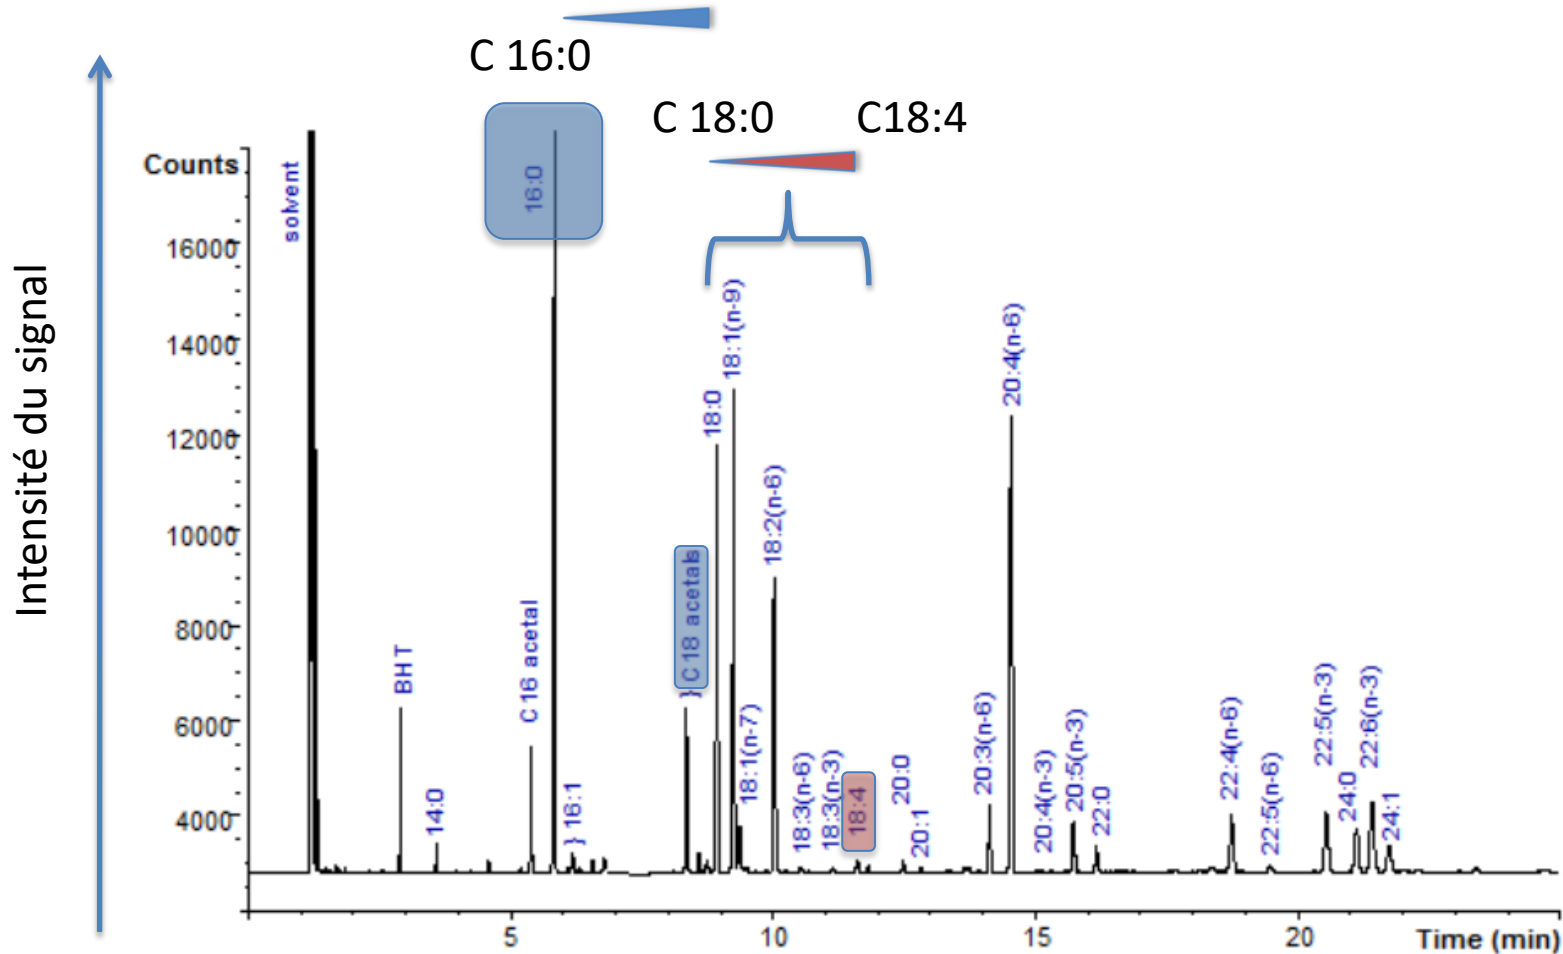 C 16:0
C 18:0
C18:4
Intensité du signal
Counts
16000
14000
12000
10000
8000
6000
4000
solvent
BHT
14:0
C 16 acetal
16:0
} 16:1
} C 18 acetals
18:0
18:1(n-9)
18:1(n-7)
18:2(n-6)
18:3(n-6)
18:3(n-3)
18:4
20:0
20:1
20:3(n-6)
20:4(n-6)
20:4(n-3)
20:5(n-3)
22:0
22:4(n-6)
22:5(n-6)
22:5(n-3)
24:0
22:6(n-3)
24:1
5
10
15
20
Time (min)